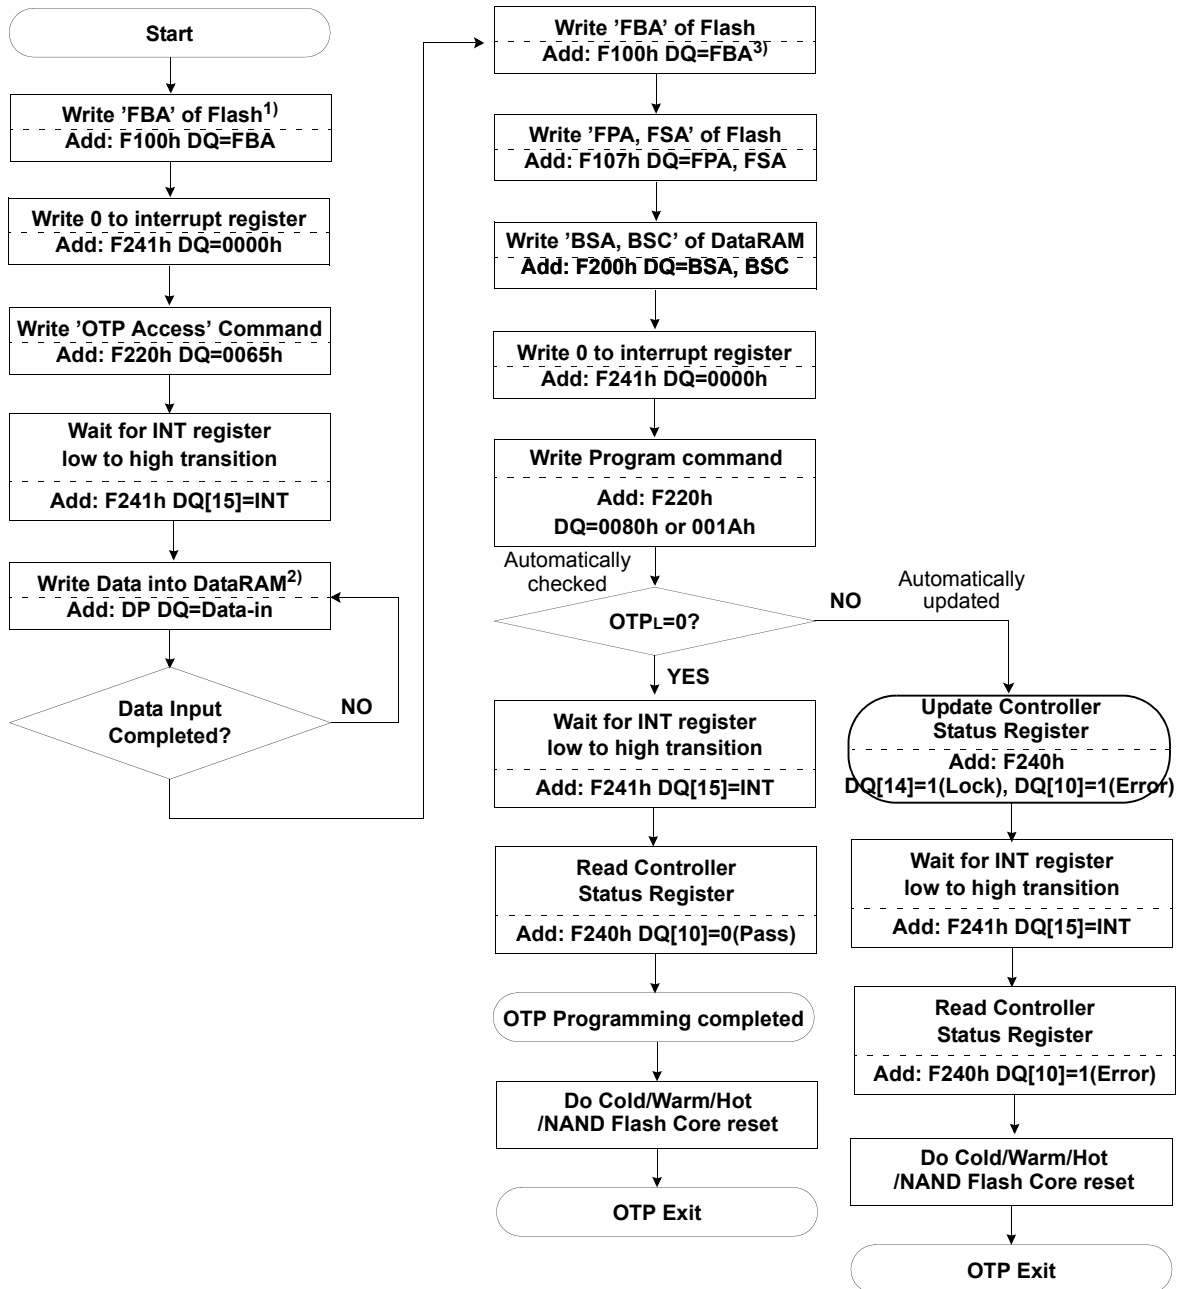 Start
Write ’FBA’ of Flash1)
Add: F100h DQ=FBA
Write 0 to interrupt register
Add: F241h DQ=0000h
Write ’OTP Access’ Command
Add: F220h DQ=0065h
Wait for INT register
low to high transition
Add: F241h DQ[15]=INT
Write Data into DataRAM2)
Add: DP DQ=Data-in
Data Input
Completed?
NO
Write ’FBA’ of Flash
Add: F100h DQ=FBA3)
Write ’FPA, FSA’ of Flash
Add: F107h DQ=FPA, FSA
Write ’BSA, BSC’ of DataRAM
Add: F200h DQ=BSA, BSC
Write 0 to interrupt register
Add: F241h DQ=0000h
Write Program command
Add: F220h
DQ=0080h or 001Ah
Automatically
checked
OTPL=0?
NO
Automatically
updated
YES
Wait for INT register
low to high transition
Add: F241h DQ[15]=INT
Read Controller
Status Register
Add: F240h DQ[10]=0(Pass)
OTP Programming completed
Do Cold/Warm/Hot
/NAND Flash Core reset
OTP Exit
Update Controller
Status Register
Add: F240h
DQ[14]=1(Lock), DQ[10]=1(Error)
Wait for INT register
low to high transition
Add: F241h DQ[15]=INT
Read Controller
Status Register
Add: F240h DQ[10]=1(Error)
Do Cold/Warm/Hot
/NAND Flash Core reset
OTP Exit